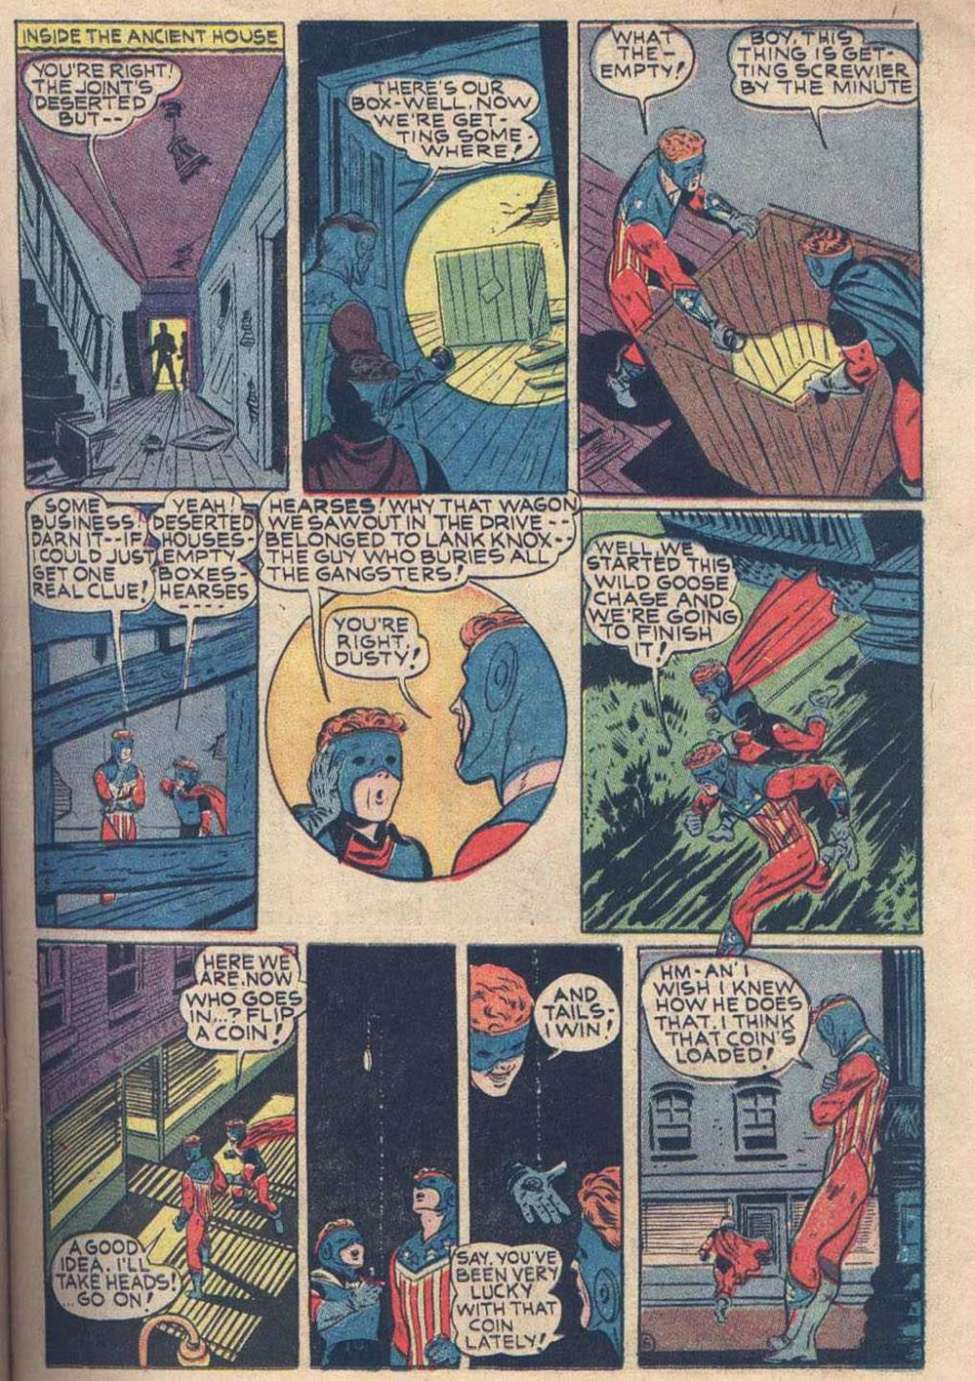 INSIDE THE ANCIENT HOUSE
YOU'RE RIGHT!
THE JOINT'S
DESERTED
BUT--
THERE'S OUR
BOX-WELL, NOW
WE'RE GET-
TING SOME-
WHERE!
WHAT
THE-
EMPTY!
BOY, THIS
THING IS GET-
TING SCREWIER
BY THE MINUTE
SOME
BUSINESS!
DARN IT--IF
I COULD JUST
GET ONE
REAL CLUE!
YEAH!
DESERTED
HOUSES-
EMPTY
BOXES-
HEARSES
----
HEARSES! WHY THAT WAGON
WE SAW OUT IN THE DRIVE--
BELONGED TO LANK KNOX--
THE GUY WHO BURIES ALL
THE GANGSTERS!
YOU'RE
RIGHT,
DUSTY!
WELL, WE
STARTED THIS
WILD GOOSE
CHASE AND
WE'RE GOING
TO FINISH
IT!
HERE WE
ARE. NOW
WHO GOES
IN...? FLIP
A COIN!
A GOOD
IDEA. I'LL
TAKE HEADS!
...GO ON!
AND
TAILS-
I WIN!
SAY, YOU'VE
BEEN VERY
LUCKY
WITH THAT
COIN
LATELY!
HM-AN' I
WISH I KNEW
HOW HE DOES
THAT. I THINK
THAT COIN'S
LOADED!